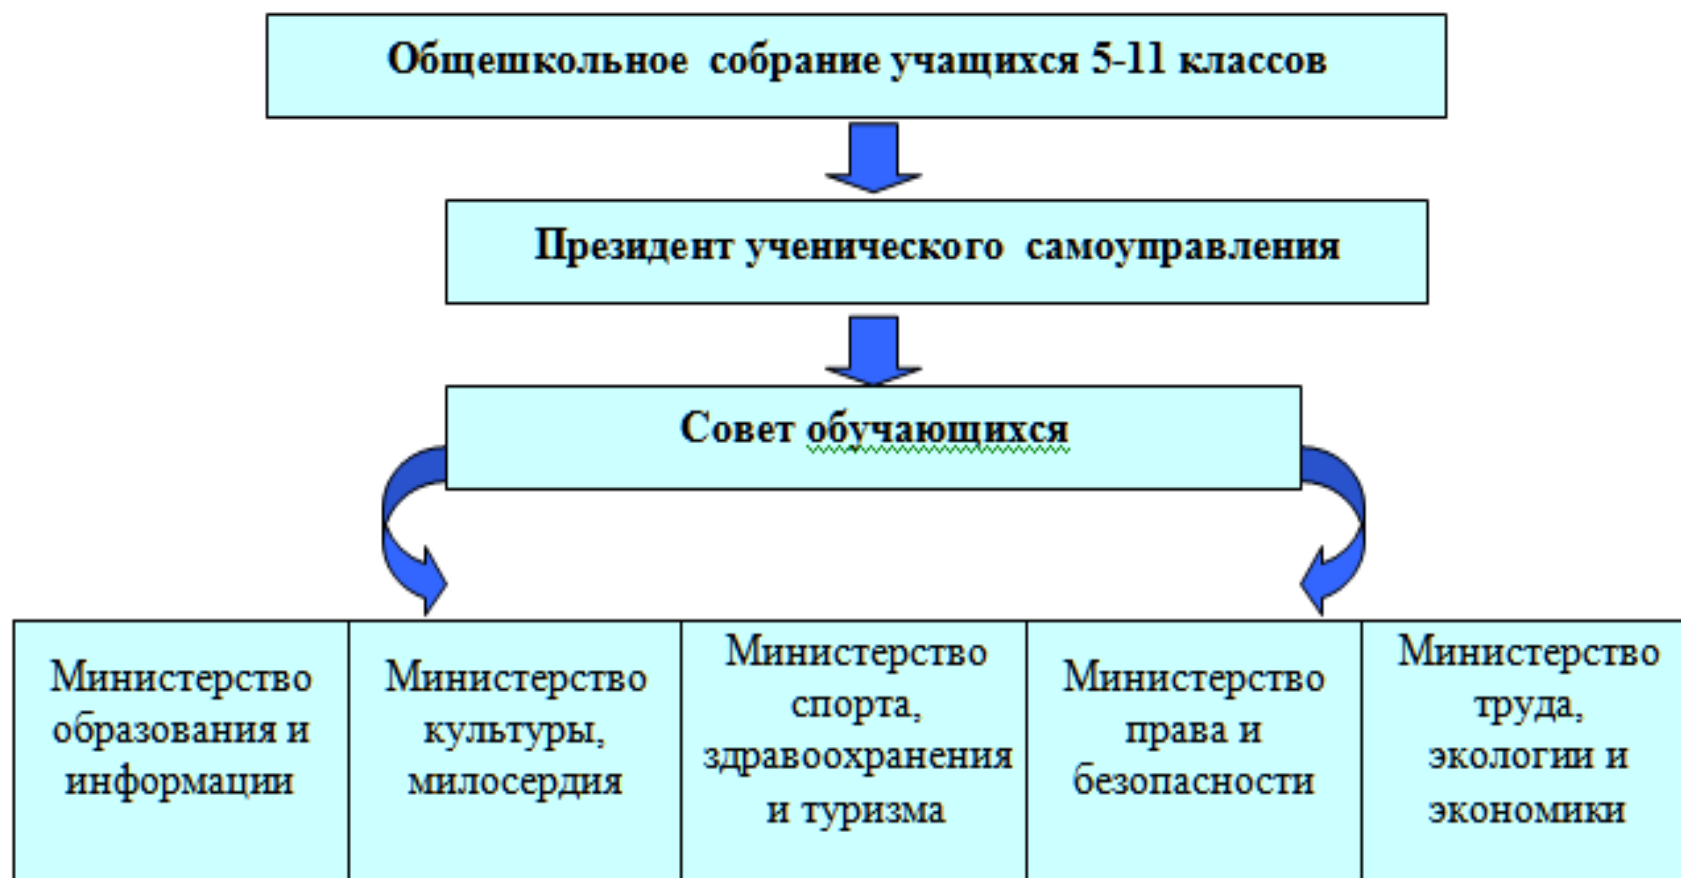 Общешкольное собрание учащихся 5-11 классов
Президент ученического самоуправления
Совет обучающихся
Министерство
образования и
информации
Министерство
культуры,
милосердия
Министерство
спорта,
здравоохранения
и туризма
Министерство
права и
безопасности
Министерство
труда,
экологии и
экономики